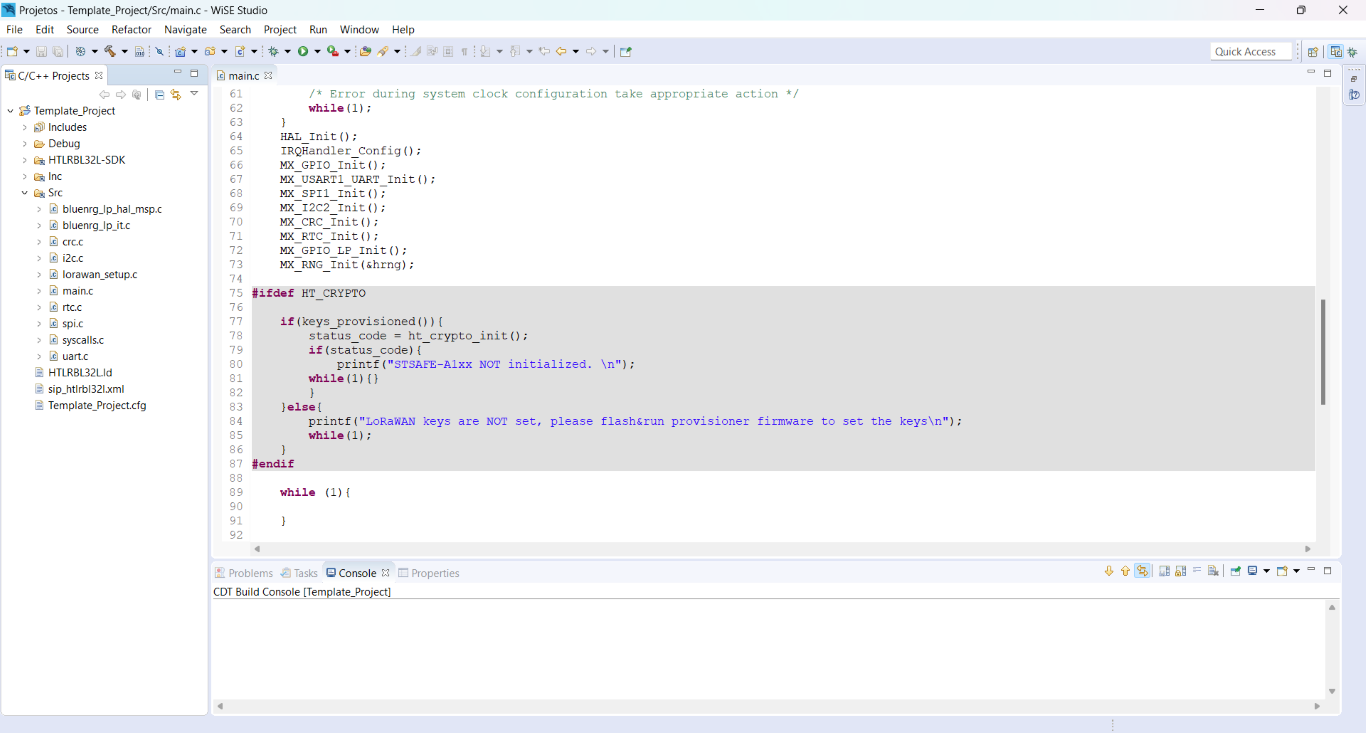 Projetos - Template_Project/Src/main.c - WiSE Studio
File Edit Source Refactor Navigate Search Project Run Window Help
Quick Access
C/C++ Projects
Template_Project
Includes
Debug
HTLRBL32L-SDK
Inc
Src
bluenrg_lp_hal_msp.c
bluenrg_lp_it.c
crc.c
i2c.c
lorawan_setup.c
main.c
rtc.c
spi.c
syscalls.c
uart.c
HTLRBL32L.ld
sip_htlrbl32l.xml
Template_Project.cfg
main.c
61         /* Error during system clock configuration take appropriate action */
62         while(1);
63     }
64     HAL_Init();
65     IRQHandler_Config();
66     MX_GPIO_Init();
67     MX_USART1_UART_Init();
68     MX_SPI1_Init();
69     MX_I2C2_Init();
70     MX_CRC_Init();
71     MX_RTC_Init();
72     MX_GPIO_LP_Init();
73     MX_RNG_Init(&hrng);
74
75 #ifdef HT_CRYPTO
76
77     if(keys_provisioned()){
78         status_code = ht_crypto_init();
79         if(status_code){
80             printf("STSAFE-A1xx NOT initialized. \n");
81         while(1){}
82         }
83     }else{
84         printf("LoRaWAN keys are NOT set, please flash&run provisioner firmware to set the keys\n");
85         while(1);
86     }
87 #endif
88
89     while (1){
90
91     }
92
Problems Tasks Console Properties
CDT Build Console [Template_Project]